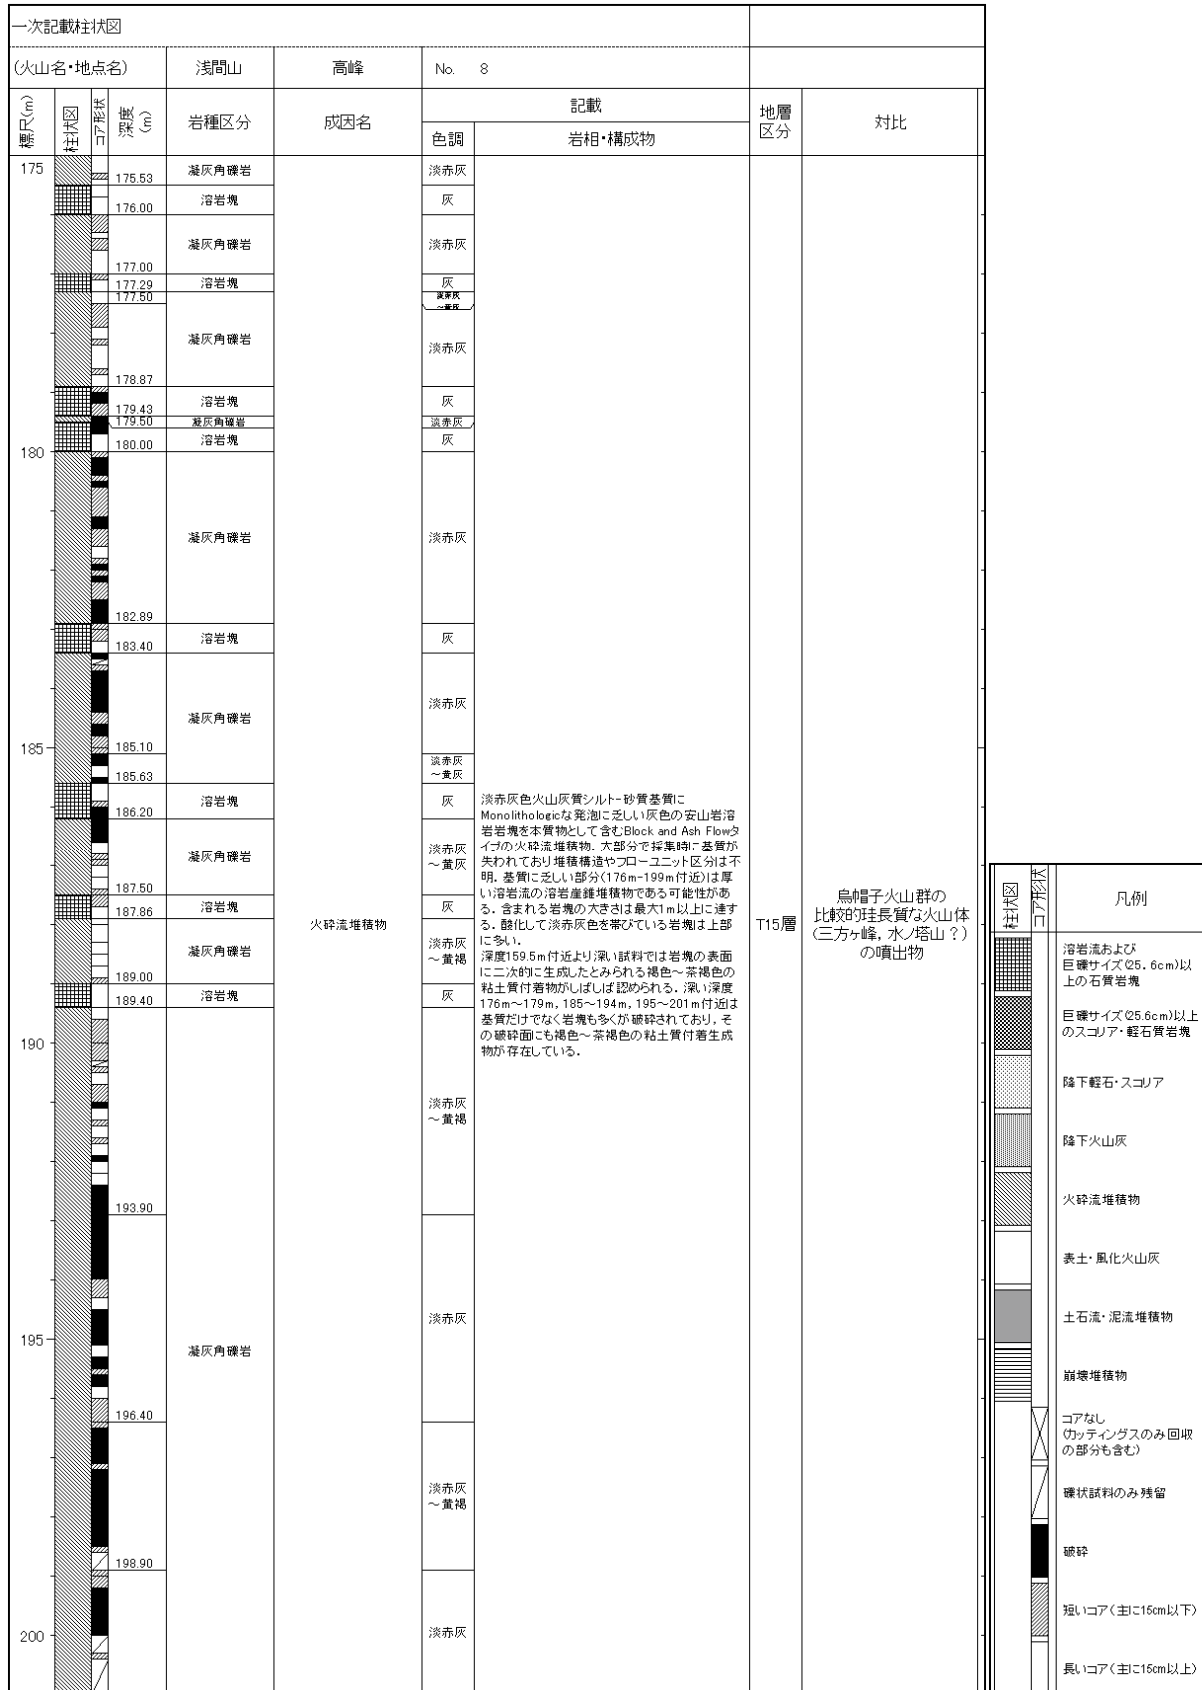 一次記載柱状図
(火山名・地点名) 浅間山 高峰 No. 8
標尺(m) 柱状図 コア形状 深度(m) 岩種区分 成因名 記載 地層区分 対比
色調 岩相・構成物
175
175.53 凝灰角礫岩 淡赤灰
176.00 溶岩塊 灰
177.00 凝灰角礫岩 淡赤灰
177.29 溶岩塊 灰
177.50 淡赤灰
～黄灰
178.87 凝灰角礫岩 淡赤灰
179.43 溶岩塊 灰
179.50 凝灰角礫岩 淡赤灰
180.00 溶岩塊 灰
180
182.89 凝灰角礫岩 淡赤灰
183.40 溶岩塊 灰
凝灰角礫岩 淡赤灰
185
185.10
185.63 淡赤灰
～黄灰
186.20 溶岩塊 灰
187.50 凝灰角礫岩 淡赤灰
～黄灰
187.86 溶岩塊 灰
189.00 凝灰角礫岩 淡赤灰
～黄褐
189.40 溶岩塊 灰
190
淡赤灰
～黄褐
193.90
淡赤灰
195
凝灰角礫岩
196.40
淡赤灰
～黄褐
198.90
淡赤灰
200
火砕流堆積物
淡赤灰色火山灰質シルト-砂質基質に
Monolithologicな発泡に乏しい灰色の安山岩溶
岩岩塊を本質物として含むBlock and Ash Flowタ
イプの火砕流堆積物．大部分で採集時に基質が
失われており堆積構造やフローユニット区分は不
明．基質に乏しい部分(176m-199m付近)は厚
い溶岩流の溶岩崖錐堆積物である可能性があ
る．含まれる岩塊の大きさは最大1m以上に達す
る．酸化して淡赤灰色を帯びている岩塊は上部
に多い．
深度159.5m付近より深い試料では岩塊の表面
に二次的に生成したとみられる褐色～茶褐色の
粘土質付着物がしばしば認められる．深い深度
176m～179m，185～194m，195～201m付近は
基質だけでなく岩塊も多くが破砕されており，そ
の破砕面にも褐色～茶褐色の粘土質付着生成
物が存在している．
T15層
烏帽子火山群の
比較的珪長質な火山体
(三方ヶ峰，水ノ塔山？)
の噴出物
柱状図 コア形状 凡例
溶岩流および
巨礫サイズ(25．6cm)以
上の石質岩塊
巨礫サイズ(25.6cm)以上
のスコリア・軽石質岩塊
降下軽石・スコリア
降下火山灰
火砕流堆積物
表土・風化火山灰
土石流・泥流堆積物
崩壊堆積物
コアなし
(カッティングスのみ回収
の部分も含む)
礫状試料のみ残留
破砕
短いコア(主に15cm以下)
長いコア(主に15cm以上)